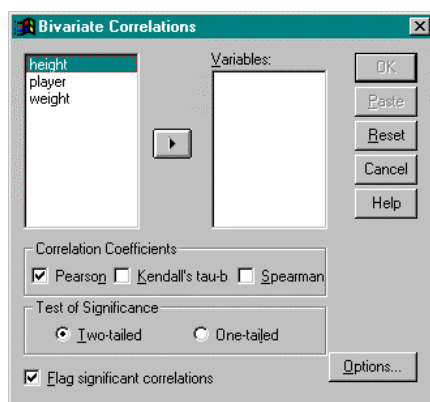 Bivariate Correlations
height
player
weight
Variables:
OK
Paste
Reset
Cancel
Help
Correlation Coefficients
Pearson Kendall's tau-b Spearman
Test of Significance
Two-tailed One-tailed
Flag significant correlations
Options...